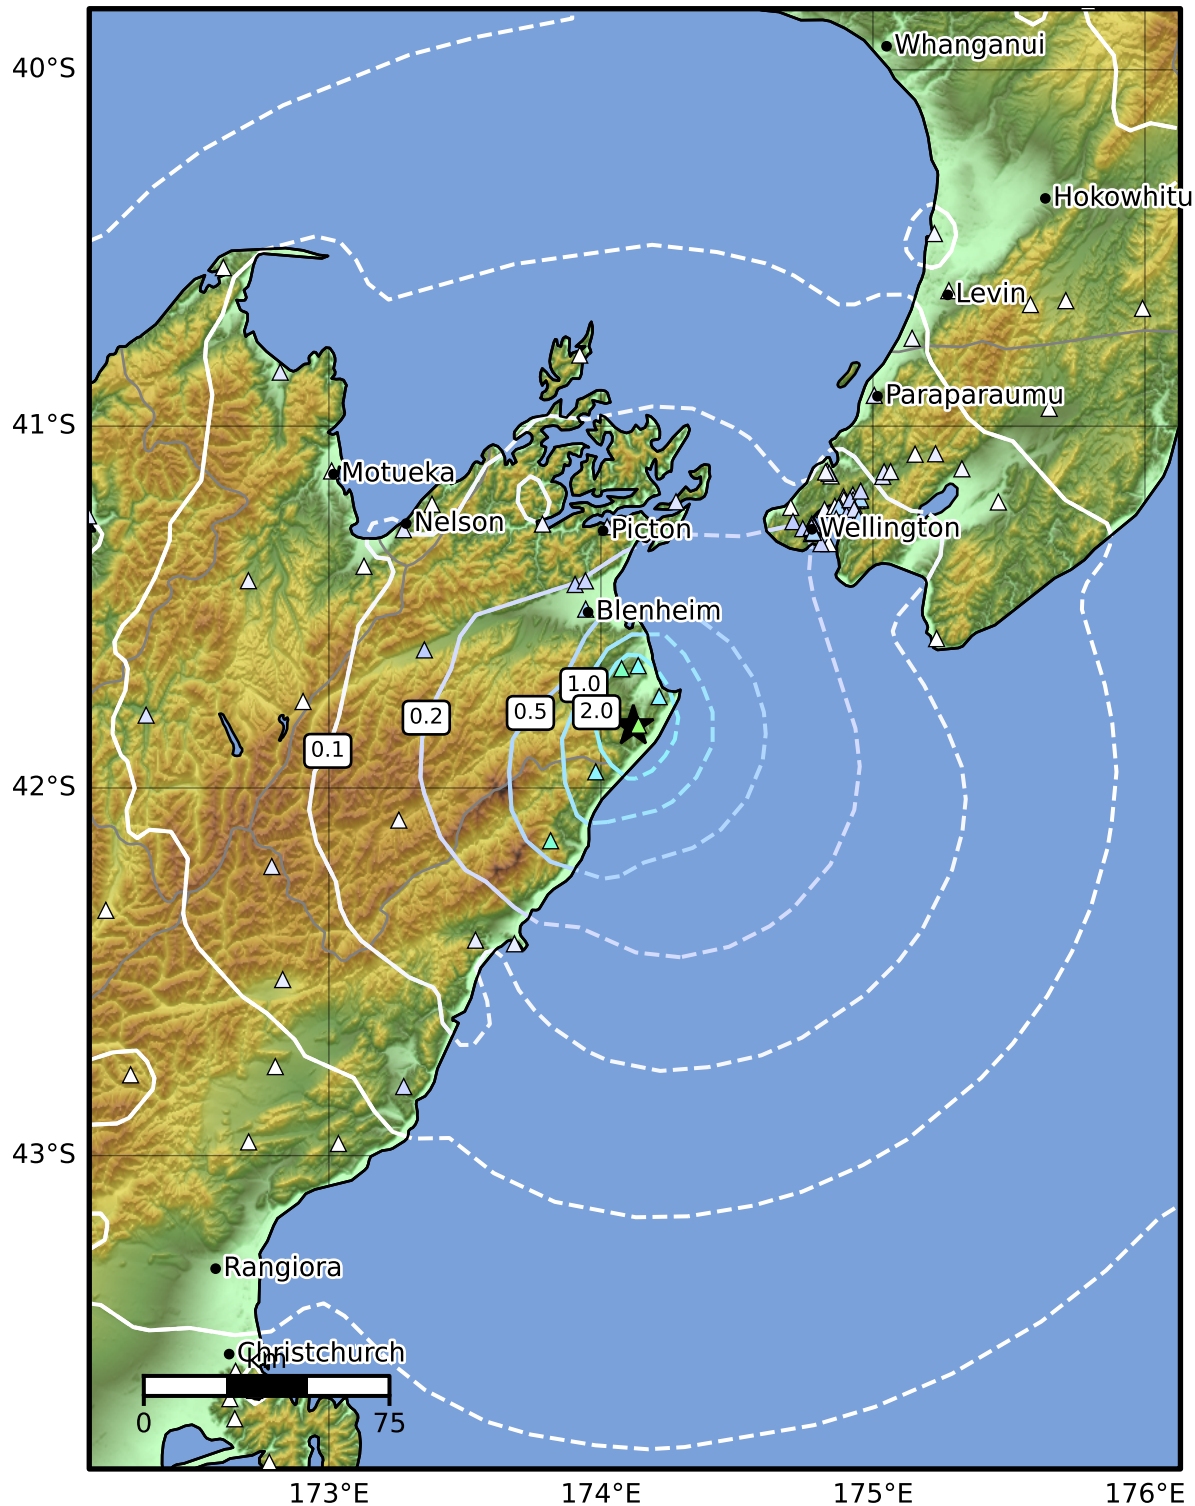 Whanganui
40°S
Hokowhitu
Levin
Paraparaumu
41°S
Motueka
Nelson
Picton
Wellington
Blenheim
1.0
2.0
0.5
0.2
0.1
42°S
43°S
Rangiora
Christchurch
km
0 75
173°E 174°E 175°E 176°E